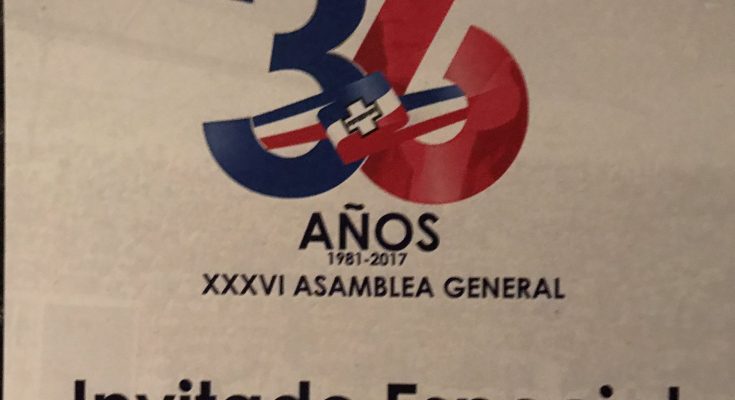 36
AÑOS
1981-2017
XXXVI ASAMBLEA GENERAL
Invitado Especial